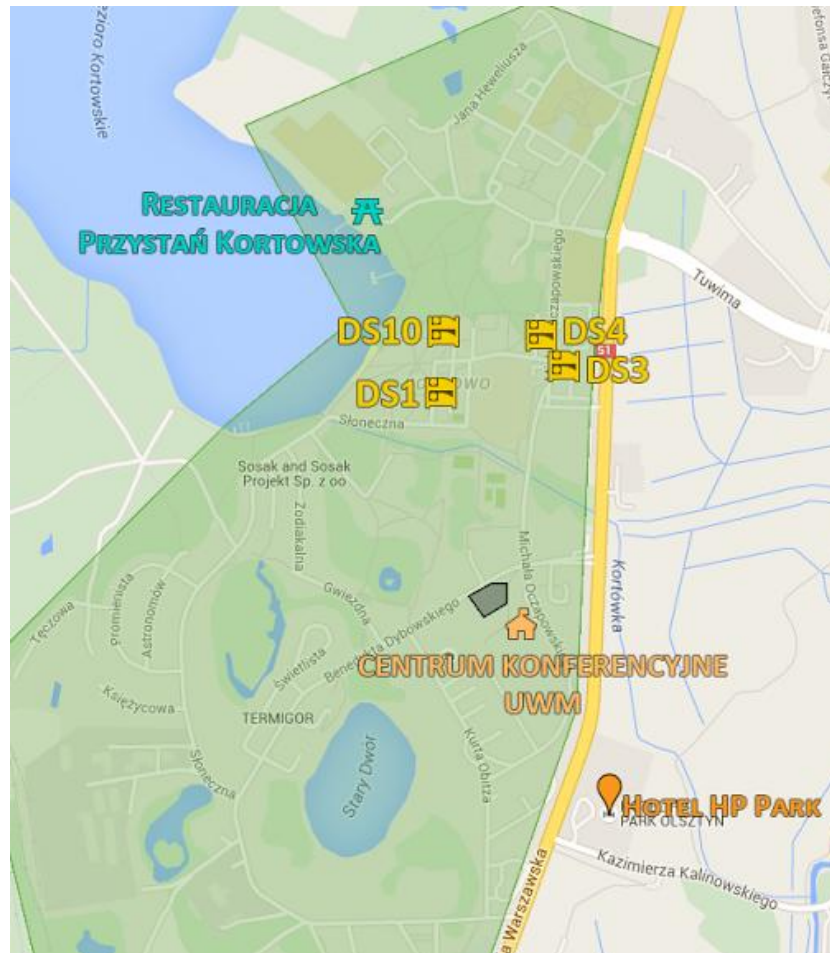 Jana Heweliusza
RESTAURACJA
PRZYSTAŃ KORTOWSKA
Tuwima
DS10
DS4
51
DS3
DS1
Słoneczna
Sosak and Sosak
Projekt Sp. z oo
Zodiakalna
Michała Oczapowskiego
Kortówka
Gwiezdna
Promienista
Astronomów
Tęczowa
Benedykta Dybowskiego
Świetlista
CENTRUM KONFERENCYJNE
UWM
Księżycowa
TERMIGOR
Kurta Obitza
Słoneczna
Stary Dwór
HOTEL HP PARK
PARK OLSZTYN
Kazimierza Kalinowskiego
a Warszawska